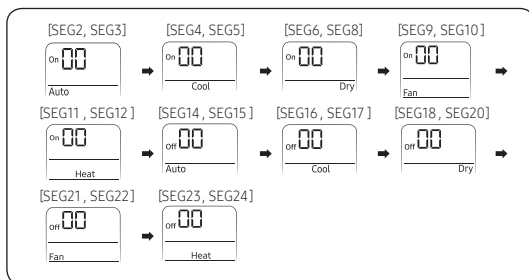 [SEG2, SEG3] [SEG4, SEG5] [SEG6, SEG8] [SEG9, SEG10]
On 00 On 00 On 00 On 00
Auto Cool Dry Fan
[SEG11, SEG12] [SEG14, SEG15] [SEG16, SEG17] [SEG18, SEG20]
On 00 Off 00 Off 00 Off 00
Heat Auto Cool Dry
[SEG21, SEG22] [SEG23, SEG24]
Off 00 Off 00
Fan Heat